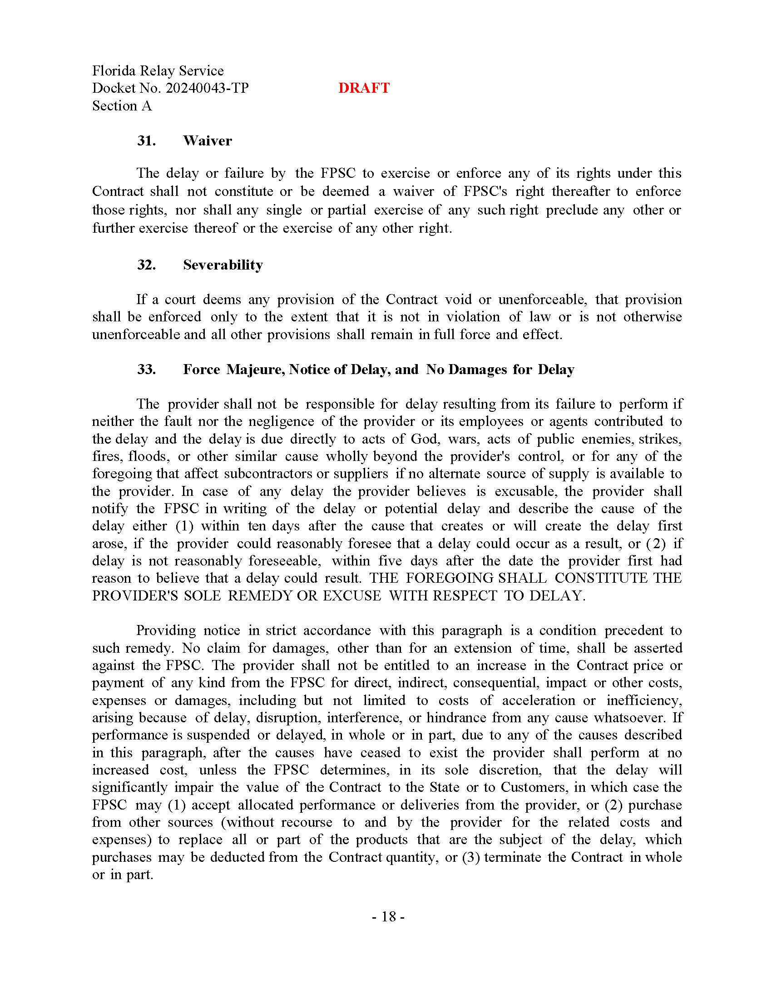 Florida Relay Service
Docket No. 20240043-TP DRAFT
Section A
31. Waiver
The delay or failure by the FPSC to exercise or enforce any of its rights under this
Contract shall not constitute or be deemed a waiver of FPSC's right thereafter to enforce
those rights, nor shall any single or partial exercise of any such right preclude any other or
further exercise thereof or the exercise of any other right.
32. Severability
If a court deems any provision of the Contract void or unenforceable, that provision
shall be enforced only to the extent that it is not in violation of law or is not otherwise
unenforceable and all other provisions shall remain in full force and effect.
33. Force Majeure, Notice of Delay, and No Damages for Delay
The provider shall not be responsible for delay resulting from its failure to perform if
neither the fault nor the negligence of the provider or its employees or agents contributed to
the delay and the delay is due directly to acts of God, wars, acts of public enemies, strikes,
fires, floods, or other similar cause wholly beyond the provider's control, or for any of the
foregoing that affect subcontractors or suppliers if no alternate source of supply is available to
the provider. In case of any delay the provider believes is excusable, the provider shall
notify the FPSC in writing of the delay or potential delay and describe the cause of the
delay either (1) within ten days after the cause that creates or will create the delay first
arose, if the provider could reasonably foresee that a delay could occur as a result, or (2) if
delay is not reasonably foreseeable, within five days after the date the provider first had
reason to believe that a delay could result. THE FOREGOING SHALL CONSTITUTE THE
PROVIDER'S SOLE REMEDY OR EXCUSE WITH RESPECT TO DELAY.
Providing notice in strict accordance with this paragraph is a condition precedent to
such remedy. No claim for damages, other than for an extension of time, shall be asserted
against the FPSC. The provider shall not be entitled to an increase in the Contract price or
payment of any kind from the FPSC for direct, indirect, consequential, impact or other costs,
expenses or damages, including but not limited to costs of acceleration or inefficiency,
arising because of delay, disruption, interference, or hindrance from any cause whatsoever. If
performance is suspended or delayed, in whole or in part, due to any of the causes described
in this paragraph, after the causes have ceased to exist the provider shall perform at no
increased cost, unless the FPSC determines, in its sole discretion, that the delay will
significantly impair the value of the Contract to the State or to Customers, in which case the
FPSC may (1) accept allocated performance or deliveries from the provider, or (2) purchase
from other sources (without recourse to and by the provider for the related costs and
expenses) to replace all or part of the products that are the subject of the delay, which
purchases may be deducted from the Contract quantity, or (3) terminate the Contract in whole
or in part.
- 18 -